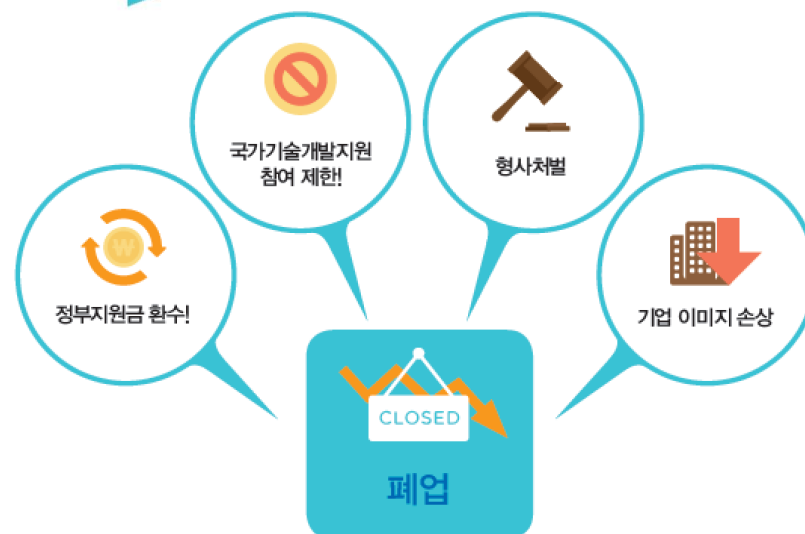 국가기술개발지원
참여 제한!
형사처벌
정부지원금 환수!
기업 이미지 손상
₩
CLOSED
폐업